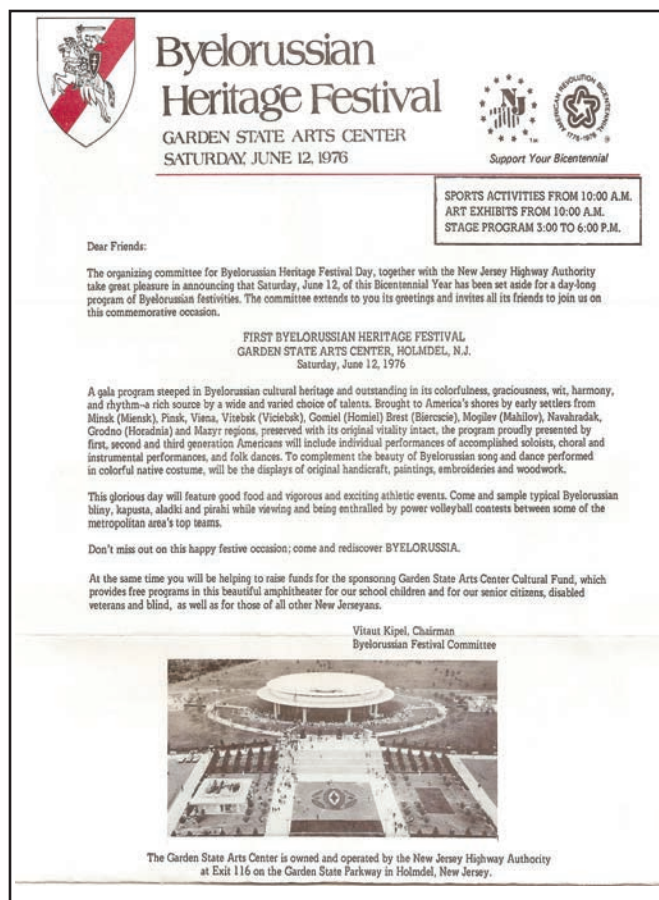 Byelorussian
Heritage Festival
GARDEN STATE ARTS CENTER
SATURDAY, JUNE 12, 1976
NJ
TM
AMERICAN REVOLUTION BICENTENNIAL
1776-1976
Support Your Bicentennial
SPORTS ACTIVITIES FROM 10:00 A.M.
ART EXHIBITS FROM 10:00 A.M.
STAGE PROGRAM 3:00 TO 6:00 P.M.
Dear Friends:
The organizing committee for Byelorussian Heritage Festival Day, together with the New Jersey Highway Authority
take great pleasure in announcing that Saturday, June 12, of this Bicentennial Year has been set aside for a day-long
program of Byelorussian festivities. The committee extends to you its greetings and invites all its friends to join us on
this commemorative occasion.
FIRST BYELORUSSIAN HERITAGE FESTIVAL
GARDEN STATE ARTS CENTER, HOLMDEL, N.J.
Saturday, June 12, 1976
A gala program steeped in Byelorussian cultural heritage and outstanding in its colorfulness, graciousness, wit, harmony,
and rhythm—a rich source by a wide and varied choice of talents. Brought to America's shores by early settlers from
Minsk (Miensk), Pinsk, Vilna, Vitebsk (Viciebsk), Gomiel (Homiel) Brest (Bierscie), Mogilev (Mahilov), Navahradak,
Grodno (Horadnia) and Mazyr regions, preserved with its original vitality intact, the program proudly presented by
first, second and third generation Americans will include individual performances of accomplished soloists, choral and
instrumental performances, and folk dances. To complement the beauty of Byelorussian song and dance performed
in colorful native costume, will be the displays of original handicraft, paintings, embroideries and woodwork.
This glorious day will feature good food and vigorous and exciting athletic events. Come and sample typical Byelorussian
bliny, kapusta, aladki and pirahi while viewing and being enthralled by power volleyball contests between some of the
metropolitan area's top teams.
Don't miss out on this happy festive occasion; come and rediscover BYELORUSSIA.
At the same time you will be helping to raise funds for the sponsoring Garden State Arts Center Cultural Fund, which
provides free programs in this beautiful amphitheater for our school children and for our senior citizens, disabled
veterans and blind, as well as for those of all other New Jerseyans.
Vitaut Kipel, Chairman
Byelorussian Festival Committee
The Garden State Arts Center is owned and operated by the New Jersey Highway Authority
at Exit 116 on the Garden State Parkway in Holmdel, New Jersey.